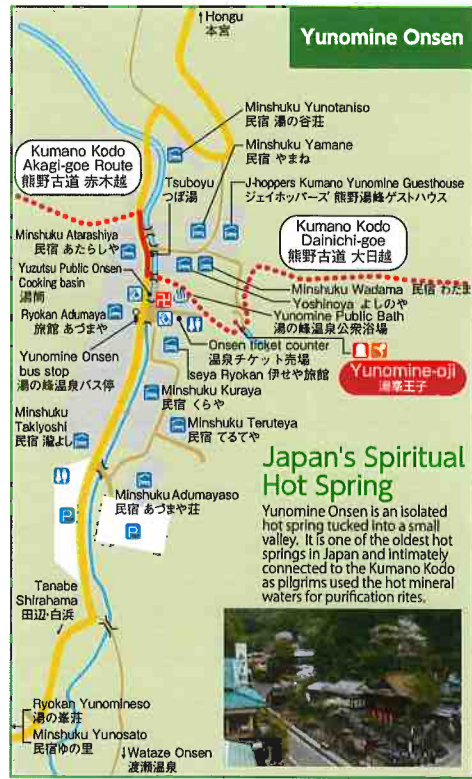 ↑Hongu
本宮
Yunomine Onsen
Minshuku Yunotaniso
民宿 湯の谷荘
Kumano Kodo
Akagi-goe Route
熊野古道 赤木越
Minshuku Yamane
民宿 やまね
Tsuboyu
つぼ湯
J-hoppers Kumano Yunomine Guesthouse
ジェイホッパーズ 熊野湯峰ゲストハウス
Kumano Kodo
Dainichi-goe
熊野古道 大日越
Minshuku Atarashiya
民宿 あたらしや
Yuzutsu Public Onsen
Cooking basin
湯筒
Minshuku Wadama 民宿 わたま
Yoshinoya よしのや
Yunomine Public Bath
湯の峰温泉公衆浴場
Ryokan Adumaya
旅館 あづまや
Onsen ticket counter
温泉チケット売場
Yunomine-oji
湯峯王子
Yunomine Onsen
bus stop
湯の峰温泉バス停
Iseya Ryokan 伊せや旅館
Minshuku Kuraya
民宿 くらや
Minshuku
Takiyoshi
民宿 瀧よし
Minshuku Teruteya
民宿 てるてや
Japan's Spiritual
Hot Spring
Minshuku Adumayaso
民宿 あづまや荘
P
P
Yunomine Onsen is an isolated
hot spring tucked into a small
valley. It is one of the oldest hot
springs in Japan and intimately
connected to the Kumano Kodo
as pilgrims used the hot mineral
waters for purification rites.
Tanabe
Shirahama
田辺・白浜
Ryokan Yunomineso
湯の峯荘
Minshuku Yunosato
民宿ゆの里
↓Wataze Onsen
渡瀬温泉